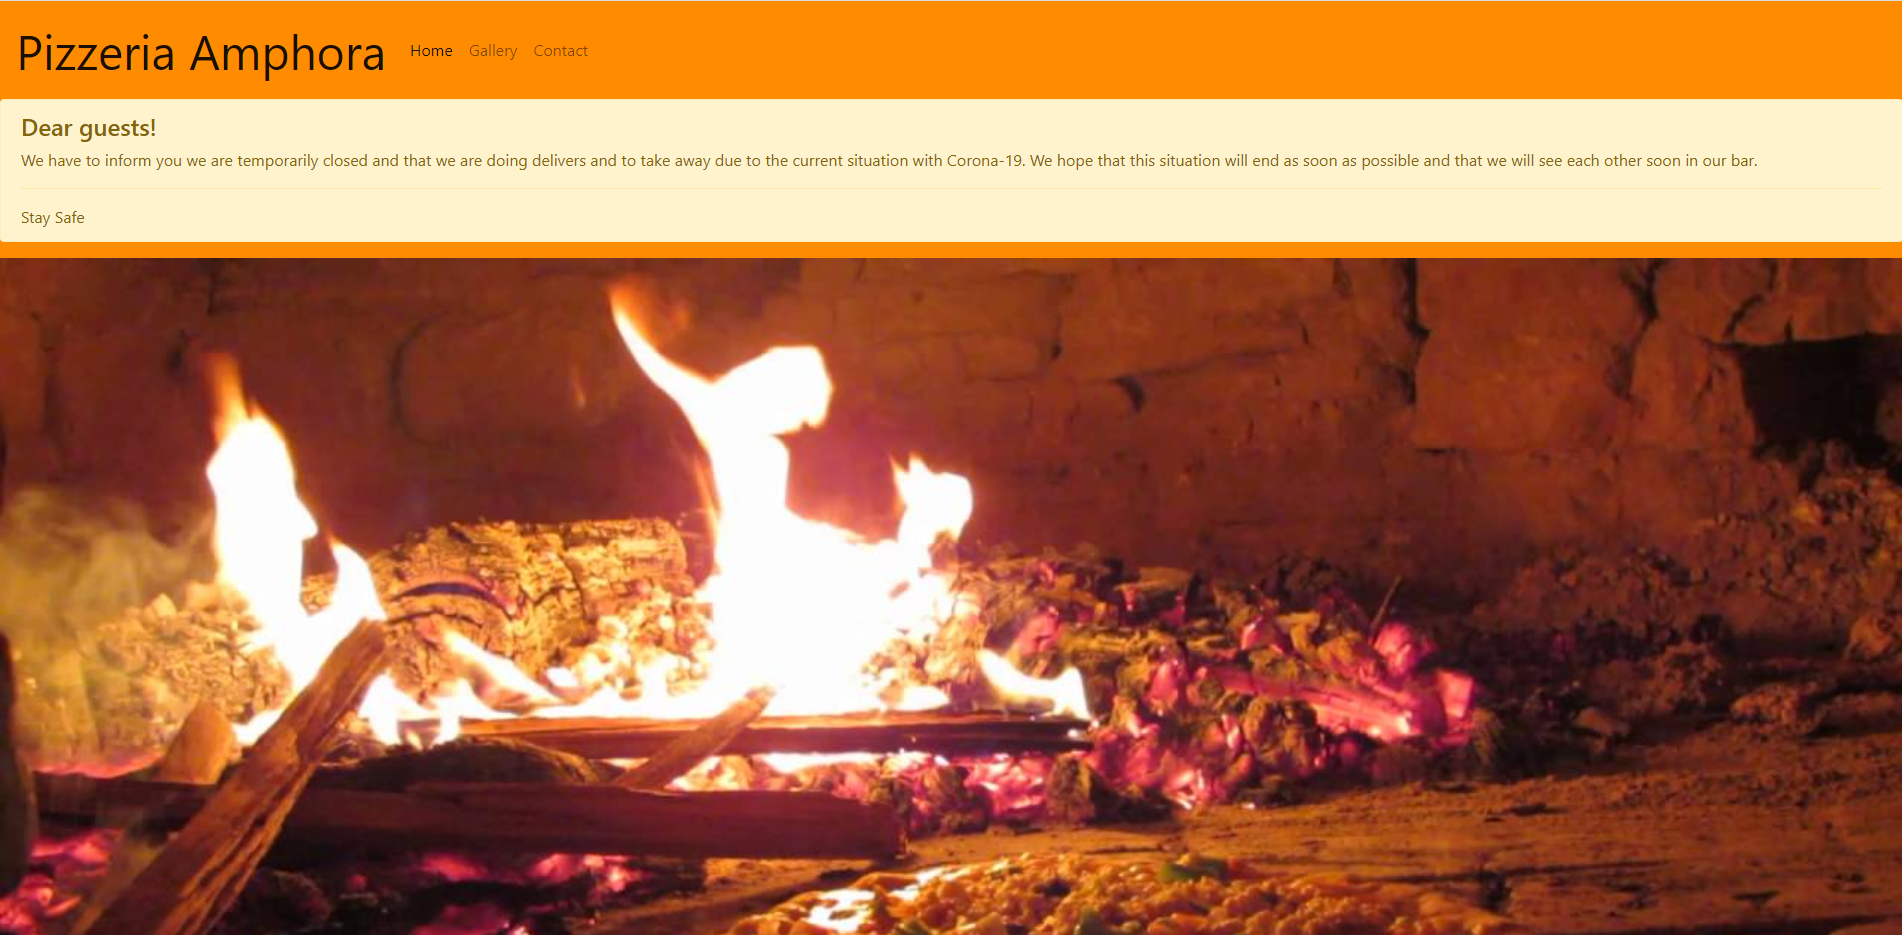 Pizzeria Amphora Home Gallery Contact
Dear guests!
We have to inform you we are temporarily closed and that we are doing delivers and to take away due to the current situation with Corona-19. We hope that this situation will end as soon as possible and that we will see each other soon in our bar.
Stay Safe